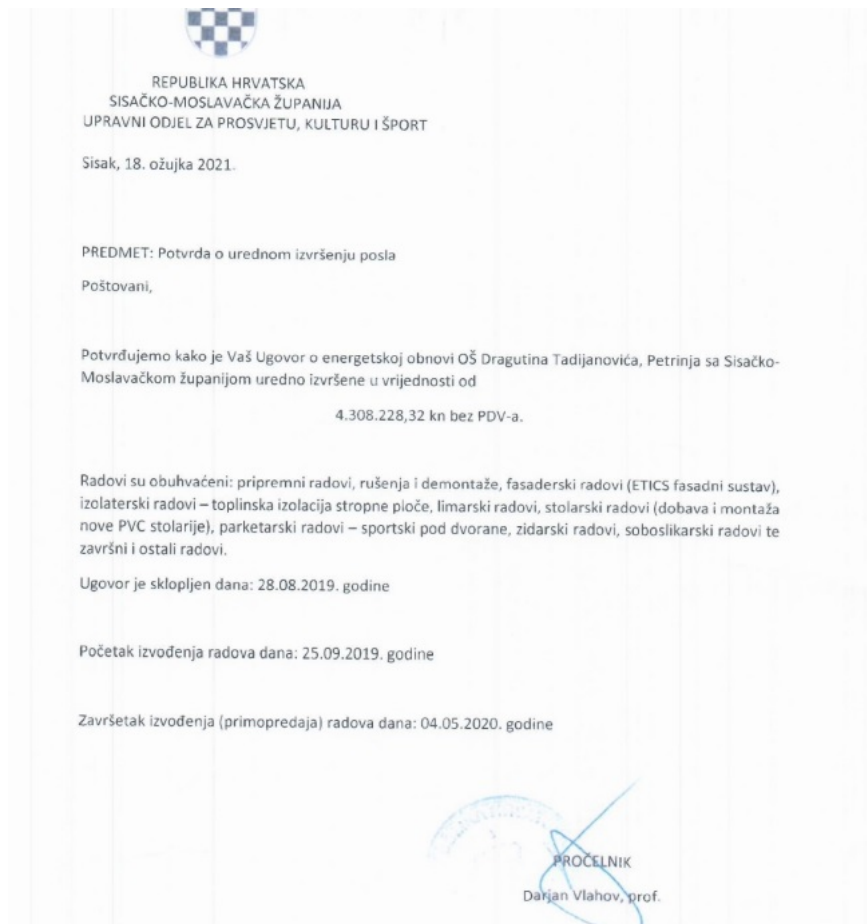 REPUBLIKA HRVATSKA
SISAČKO-MOSLAVAČKA ŽUPANIJA
UPRAVNI ODJEL ZA PROSVJETU, KULTURU I ŠPORT
Sisak, 18. ožujka 2021.
PREDMET: Potvrda o urednom izvršenju posla
Poštovani,
Potvrđujemo kako je Vaš Ugovor o energetskoj obnovi OŠ Dragutina Tadijanovića, Petrinja sa Sisačko-
Moslavačkom županijom uredno izvršene u vrijednosti od
4.308.228,32 kn bez PDV-a.
Radovi su obuhvaćeni: pripremni radovi, rušenja i demontaže, fasaderski radovi (ETICS fasadni sustav),
izolaterski radovi – toplinska izolacija stropne ploče, limarski radovi, stolarski radovi (dobava i montaža
nove PVC stolarije), parketarski radovi – sportski pod dvorane, zidarski radovi, soboslikarski radovi te
završni i ostali radovi.
Ugovor je sklopljen dana: 28.08.2019. godine
Početak izvođenja radova dana: 25.09.2019. godine
Završetak izvođenja (primopredaja) radova dana: 04.05.2020. godine
PROČELNIK
Darjan Vlahov, prof.